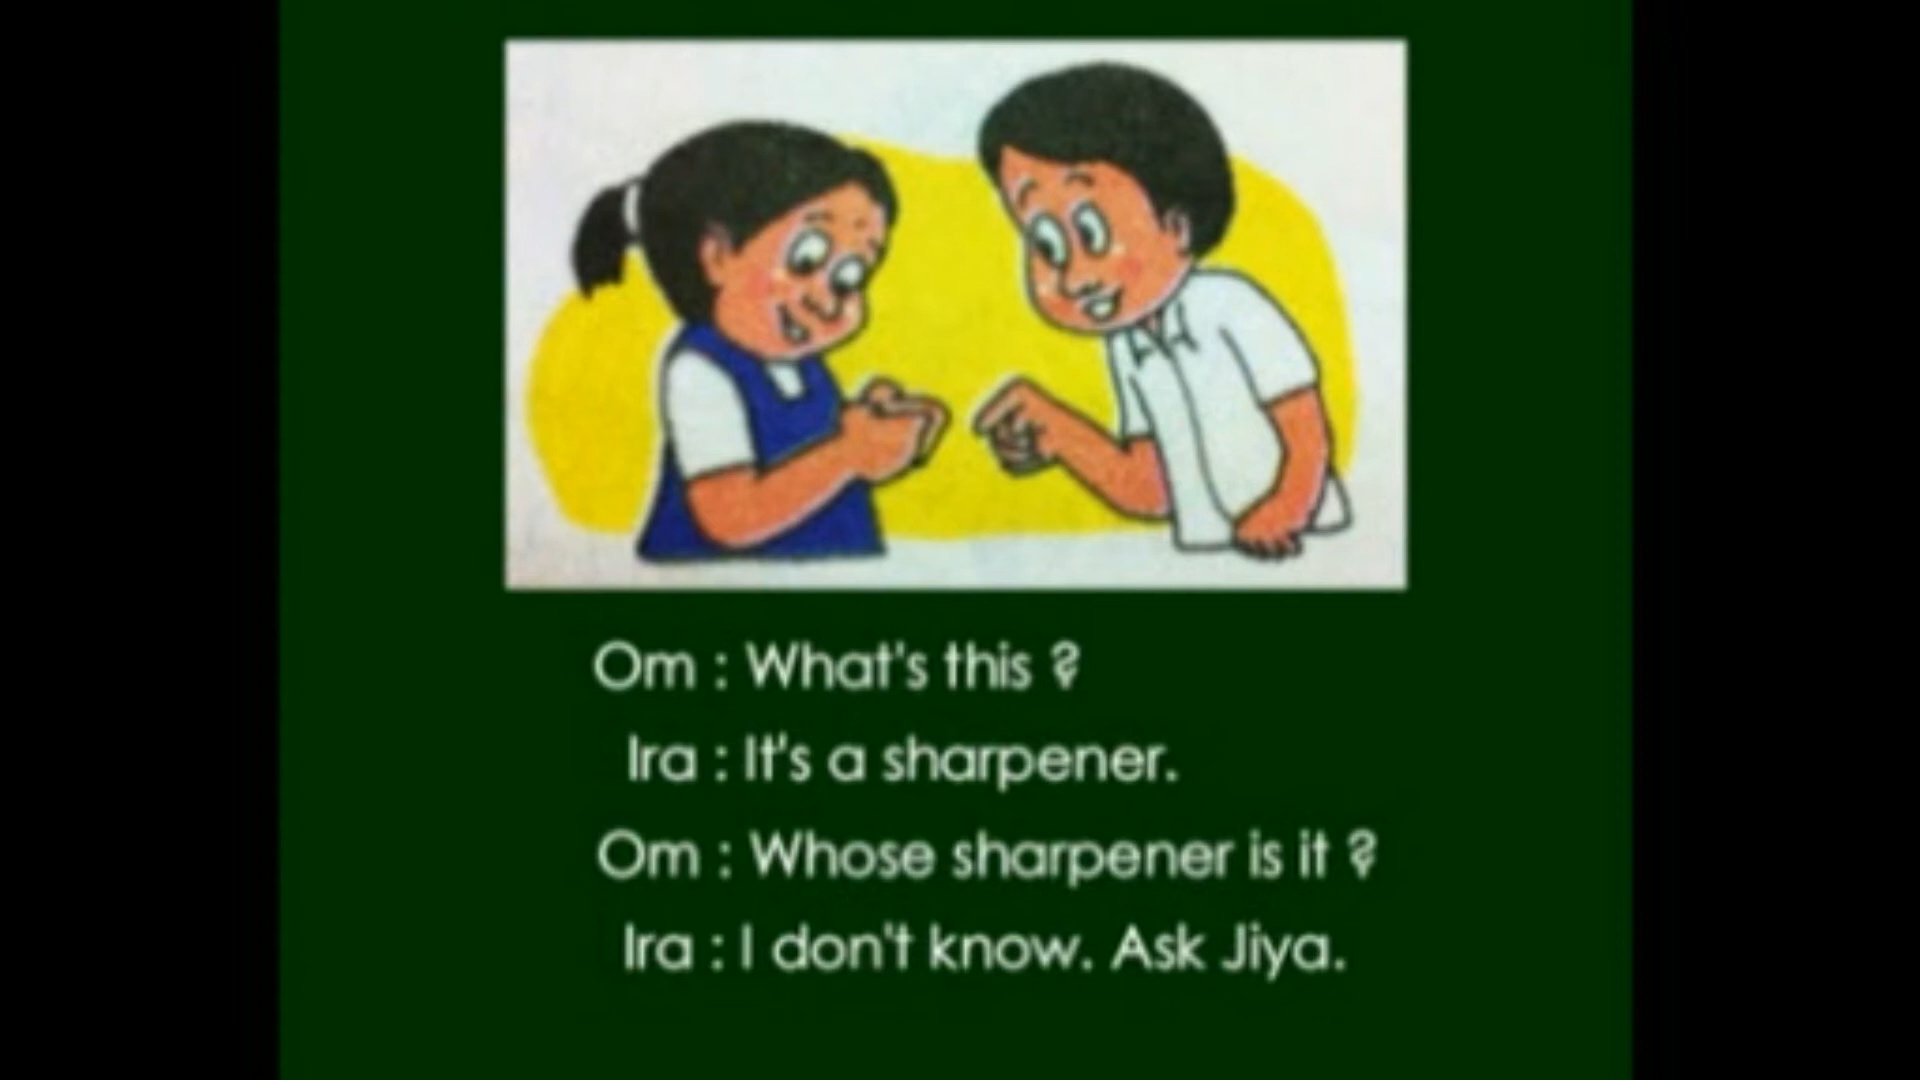 Om : What's this ?
Ira : It's a sharpener.
Om : Whose sharpener is it ?
Ira : I don't know. Ask Jiya.